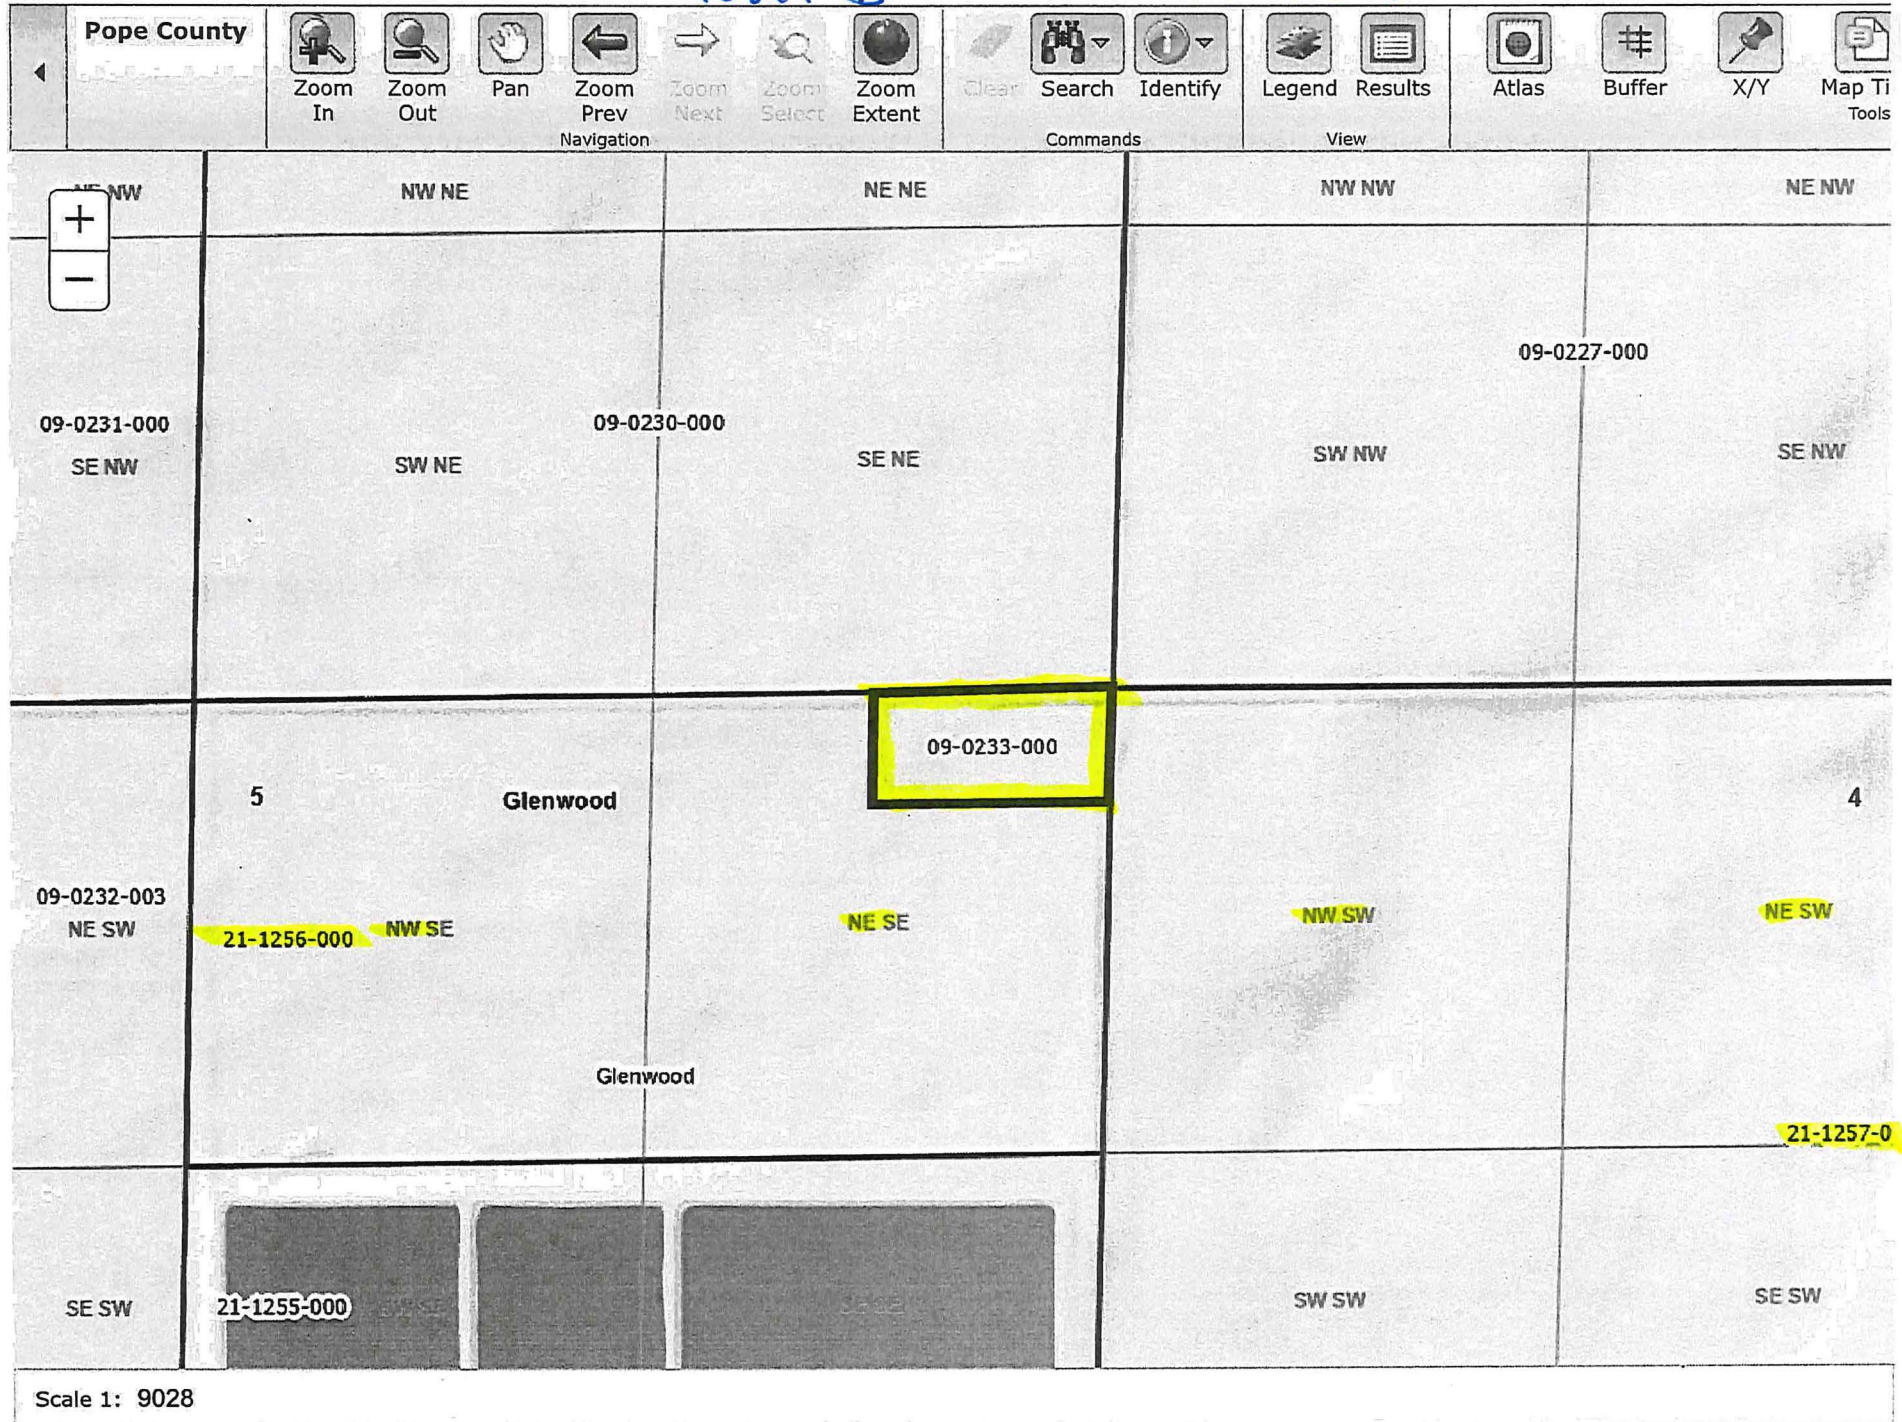 Pope County
Zoom In
Zoom Out
Pan
Zoom Prev
Zoom Next
Zoom Select
Zoom Extent
Navigation
Clear
Search
Identify
Commands
Legend
Results
View
Atlas
Buffer
X/Y
Map Ti
Tools
NE NW
NW NE
NE NE
NW NW
NE NW
+
−
09-0227-000
09-0231-000
09-0230-000
SE NW
SW NE
SE NE
SW NW
SE NW
09-0233-000
5
Glenwood
4
09-0232-003
NE SW
21-1256-000
NW SE
NE SE
NW SW
NE SW
Glenwood
21-1257-0
SE SW
21-1255-000
SW SW
SE SW
Scale 1: 9028